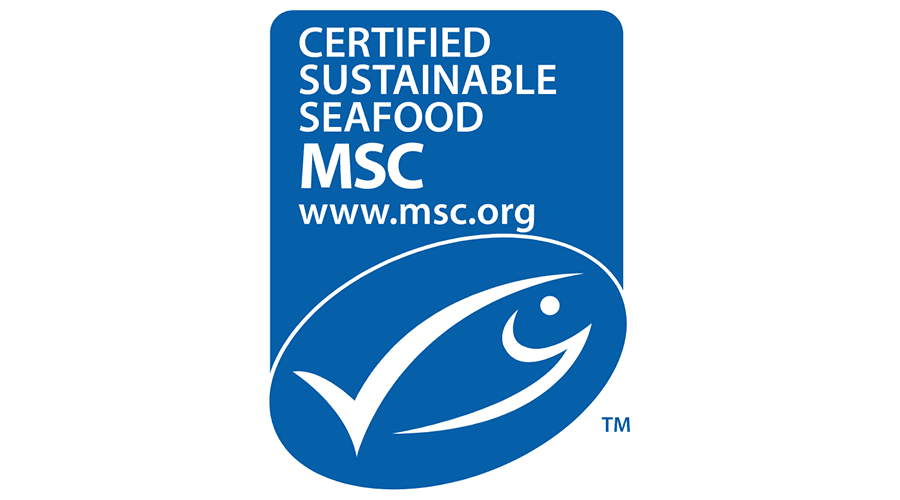 CERTIFIED
SUSTAINABLE
SEAFOOD
MSC
www.msc.org
TM